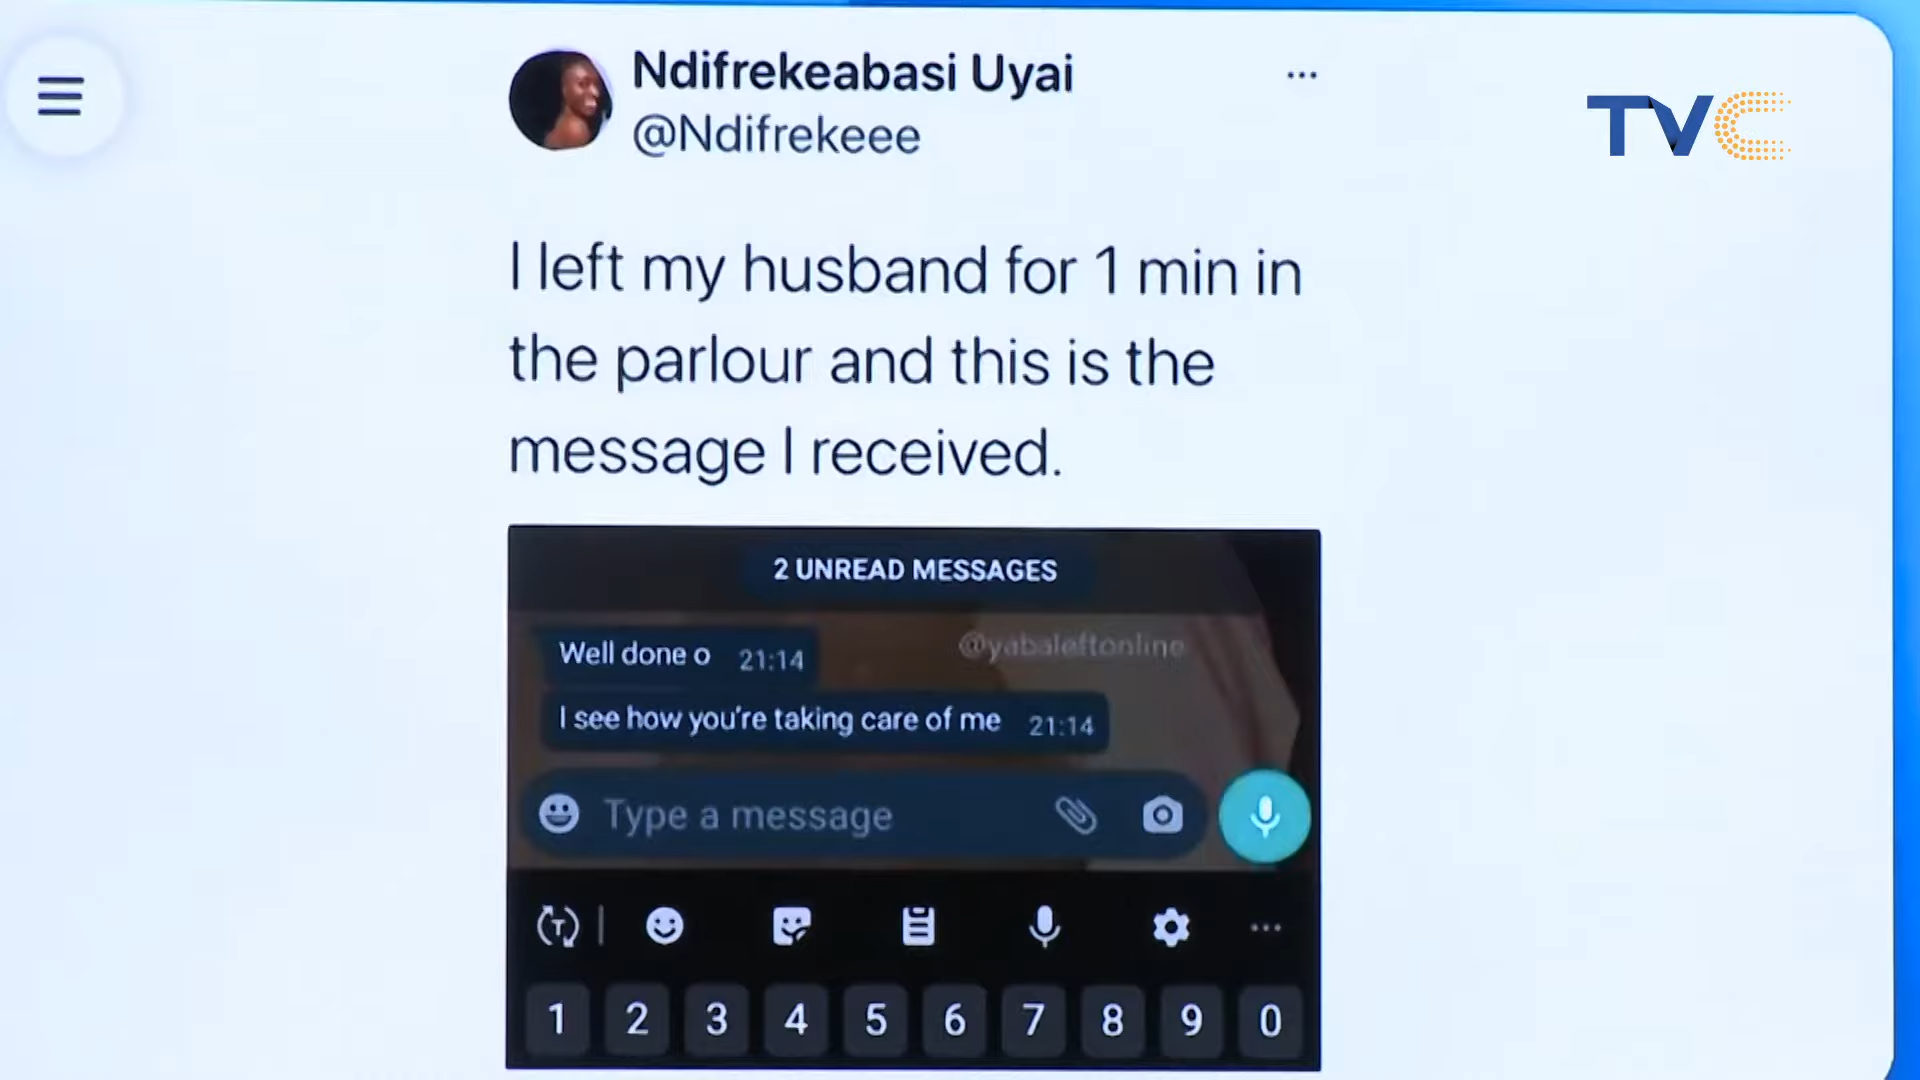 Ndifrekeabasi Uyai
@Ndifrekeee
TVC
I left my husband for 1 min in
the parlour and this is the
message I received.
2 UNREAD MESSAGES
@yabaleftonline
Well done o 21:14
I see how you're taking care of me 21:14
Type a message
T
1 2 3 4 5 6 7 8 9 0